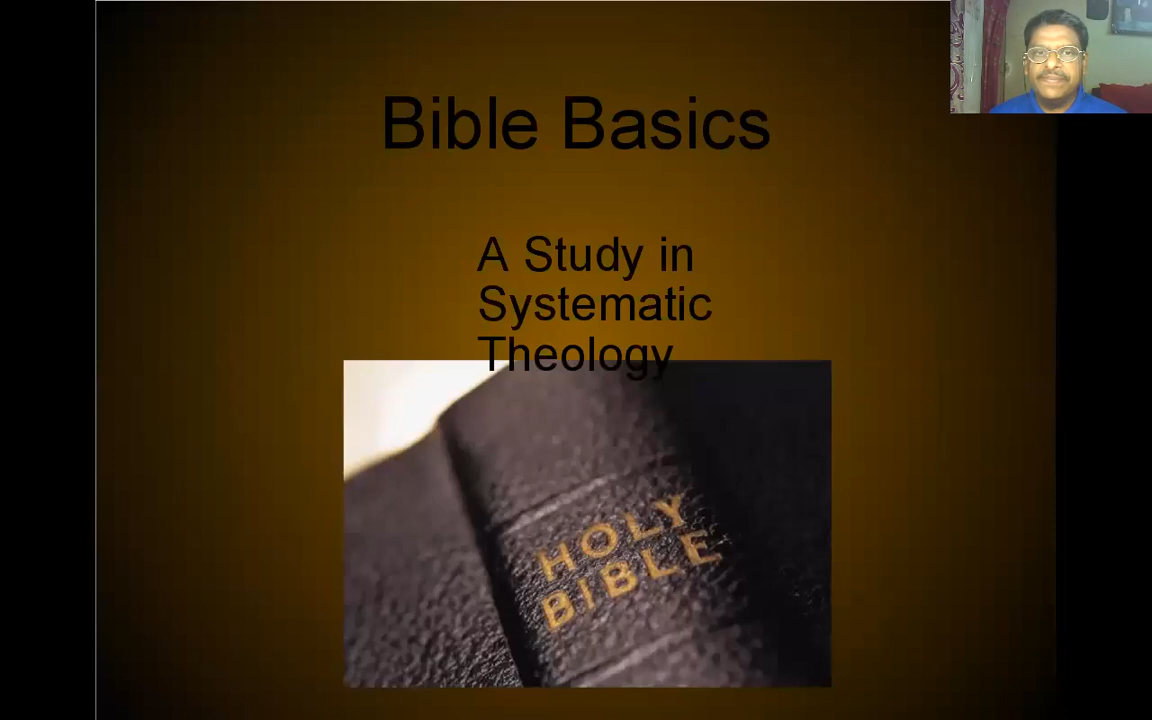 Bible Basics
A Study in
Systematic
Theology
HOLY
BIBLE